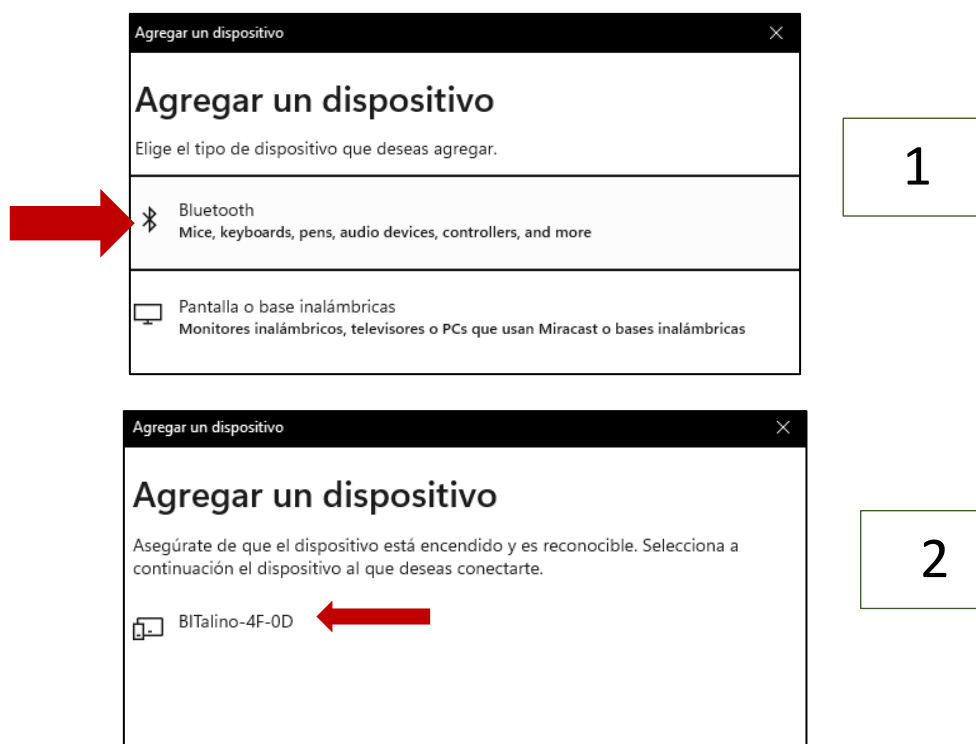 Agregar un dispositivo
Agregar un dispositivo
Elige el tipo de dispositivo que deseas agregar.
Bluetooth
Mice, keyboards, pens, audio devices, controllers, and more
Pantalla o base inalámbricas
Monitores inalámbricos, televisores o PCs que usan Miracast o bases inalámbricas
1
Agregar un dispositivo
Agregar un dispositivo
Asegúrate de que el dispositivo está encendido y es reconocible. Selecciona a
continuación el dispositivo al que deseas conectarte.
BITalino-4F-0D
2